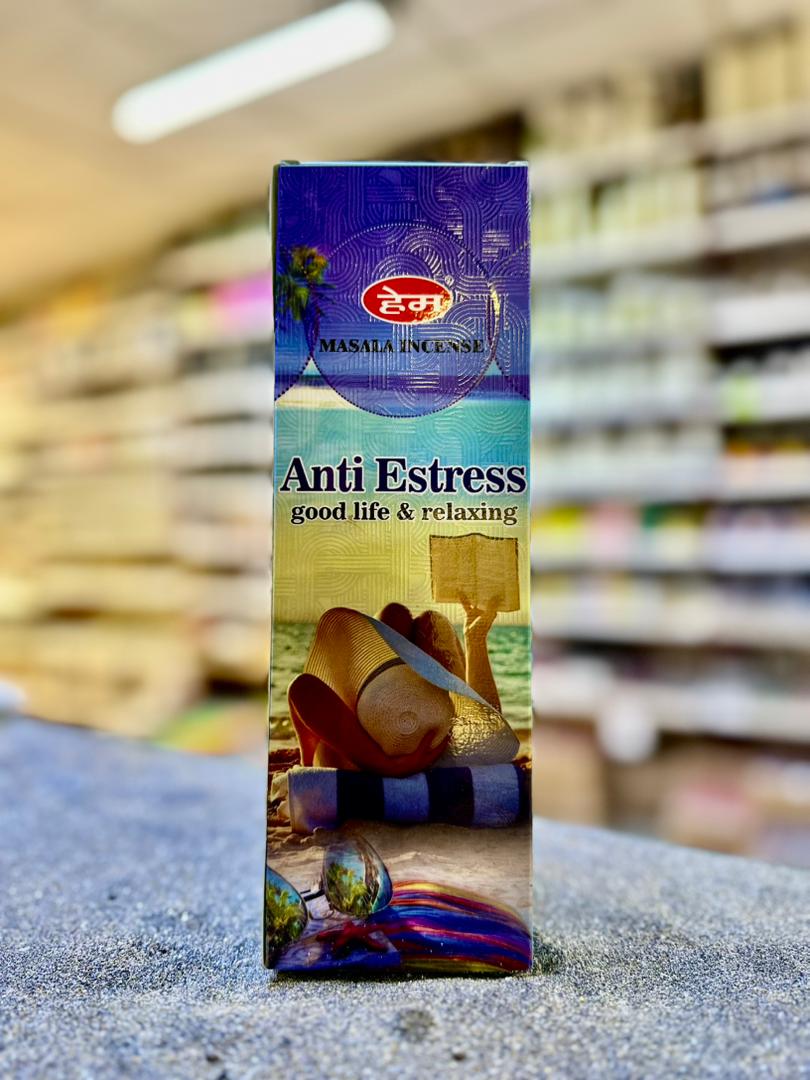 हेम
MASALA INCENSE
Anti Estress
good life & relaxing